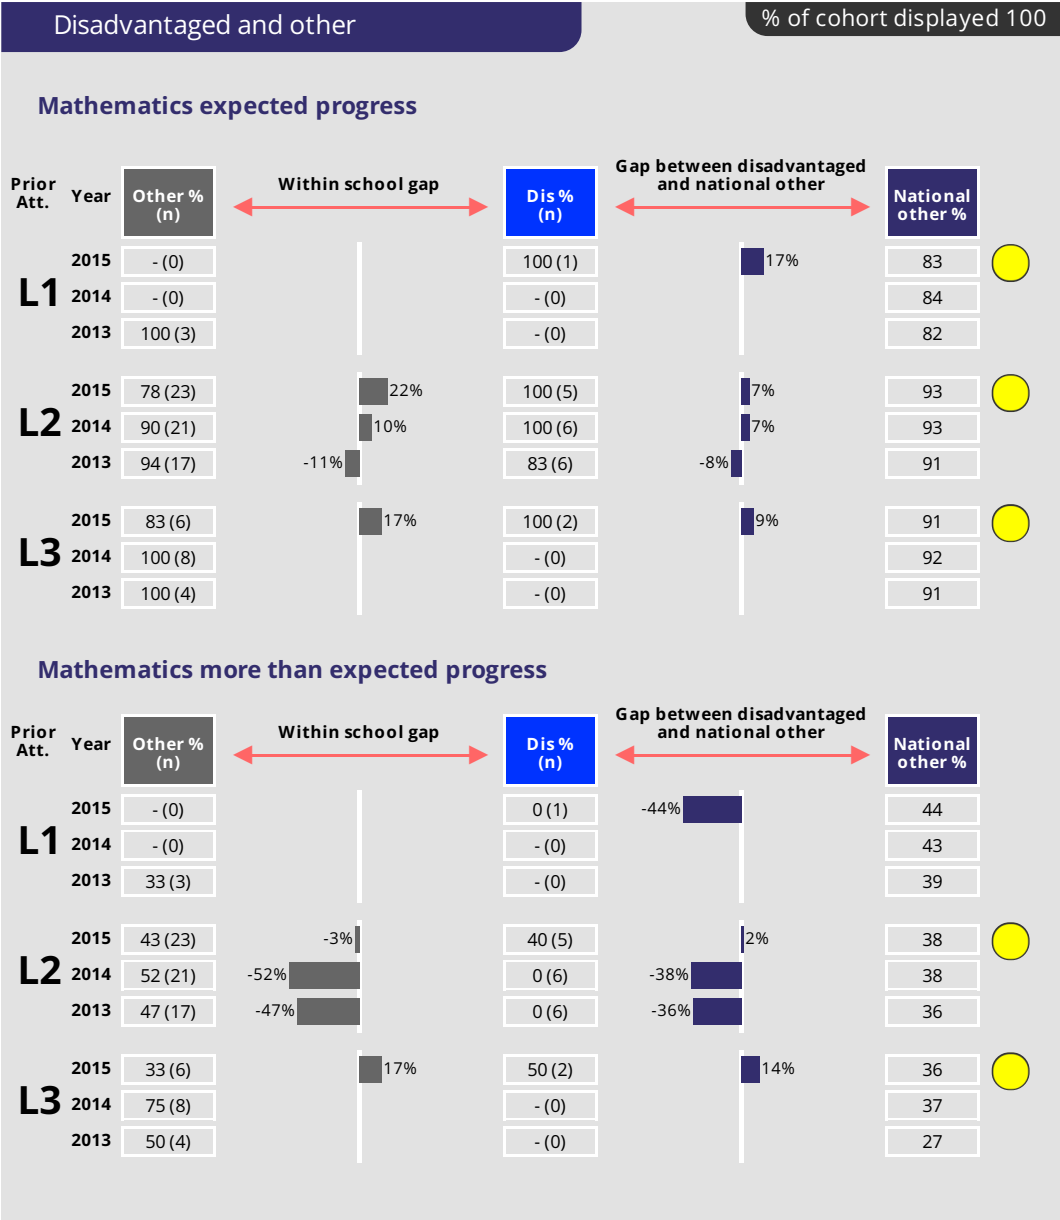 Disadvantaged and other
% of cohort displayed 100
Mathematics expected progress
Prior Att. Year Other % (n) Within school gap Dis % (n) Gap between disadvantaged and national other National other %
L1
2015 - (0) 100 (1) 17% 83
2014 - (0) - (0) 84
2013 100 (3) - (0) 82
L2
2015 78 (23) 22% 100 (5) 7% 93
2014 90 (21) 10% 100 (6) 7% 93
2013 94 (17) -11% 83 (6) -8% 91
L3
2015 83 (6) 17% 100 (2) 9% 91
2014 100 (8) - (0) 92
2013 100 (4) - (0) 91
Mathematics more than expected progress
Prior Att. Year Other % (n) Within school gap Dis % (n) Gap between disadvantaged and national other National other %
L1
2015 - (0) 0 (1) -44% 44
2014 - (0) - (0) 43
2013 33 (3) - (0) 39
L2
2015 43 (23) -3% 40 (5) 2% 38
2014 52 (21) -52% 0 (6) -38% 38
2013 47 (17) -47% 0 (6) -36% 36
L3
2015 33 (6) 17% 50 (2) 14% 36
2014 75 (8) - (0) 37
2013 50 (4) - (0) 27